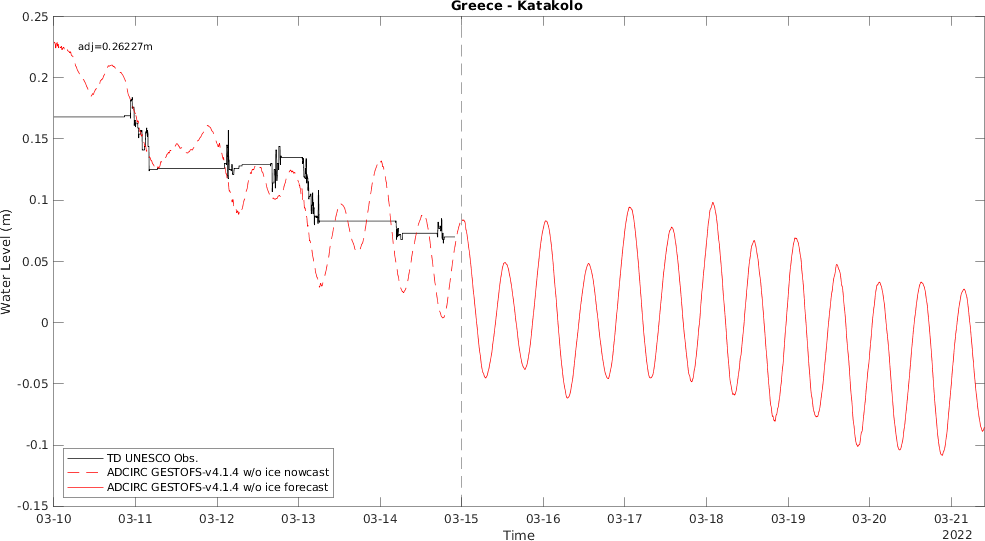 Greece - Katakolo
0.25
0.2
0.15
0.1
0.05
0
-0.05
-0.1
-0.15
Water Level (m)
adj=0.26227m
TD UNESCO Obs.
ADCIRC GESTOFS-v4.1.4 w/o ice nowcast
ADCIRC GESTOFS-v4.1.4 w/o ice forecast
03-10 03-11 03-12 03-13 03-14 03-15 03-16 03-17 03-18 03-19 03-20 03-21
Time
2022